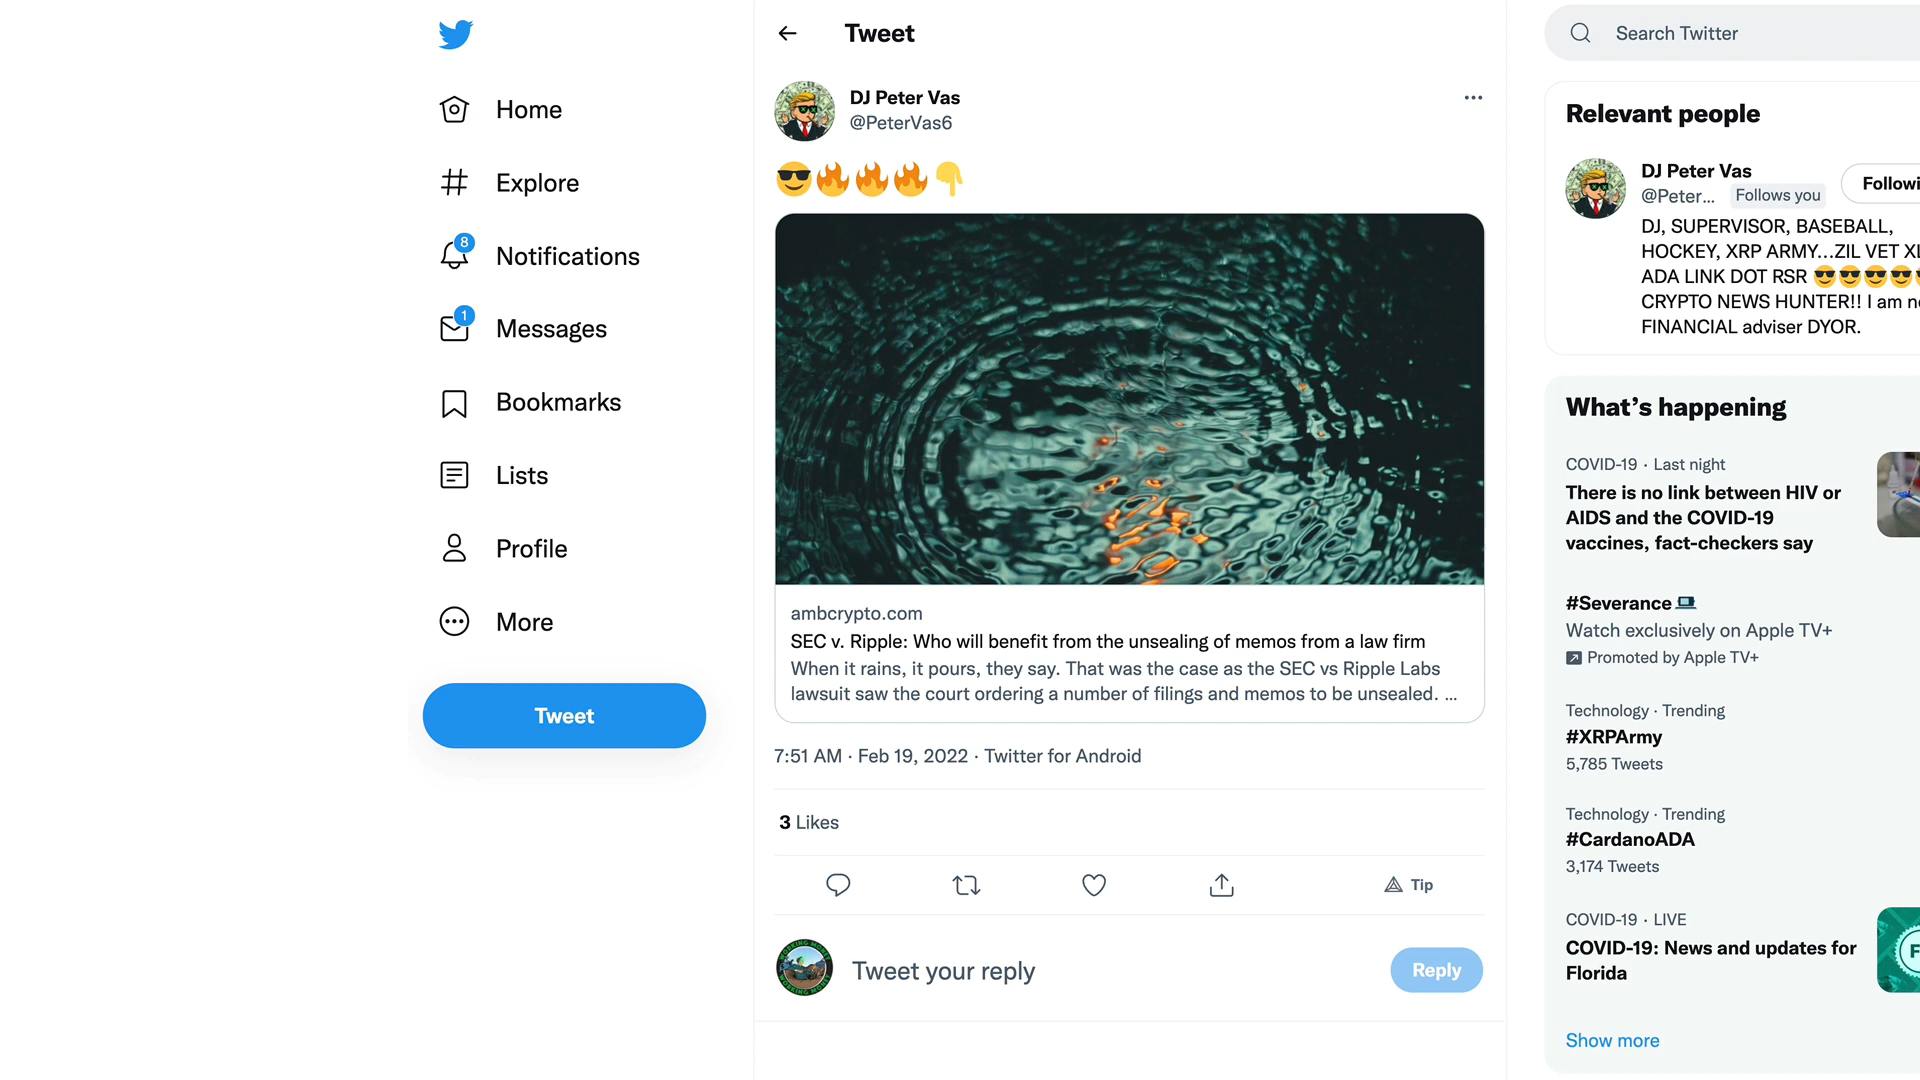 Home
Explore
8
Notifications
1
Messages
Bookmarks
Lists
Profile
More
Tweet
Tweet
DJ Peter Vas
@PeterVas6
😎🔥🔥🔥👇
ambcrypto.com
SEC v. Ripple: Who will benefit from the unsealing of memos from a law firm
When it rains, it pours, they say. That was the case as the SEC vs Ripple Labs
lawsuit saw the court ordering a number of filings and memos to be unsealed. ...
7:51 AM · Feb 19, 2022 · Twitter for Android
3 Likes
Tip
Tweet your reply
Reply
Search Twitter
Relevant people
DJ Peter Vas
@Peter... Follows you
Followi
DJ, SUPERVISOR, BASEBALL,
HOCKEY, XRP ARMY...ZIL VET XL
ADA LINK DOT RSR 😎😎😎😎
CRYPTO NEWS HUNTER!! I am no
FINANCIAL adviser DYOR.
What's happening
COVID-19 · Last night
There is no link between HIV or
AIDS and the COVID-19
vaccines, fact-checkers say
#Severance
Watch exclusively on Apple TV+
Promoted by Apple TV+
Technology · Trending
#XRPArmy
5,785 Tweets
Technology · Trending
#CardanoADA
3,174 Tweets
COVID-19 · LIVE
COVID-19: News and updates for
Florida
F
Show more